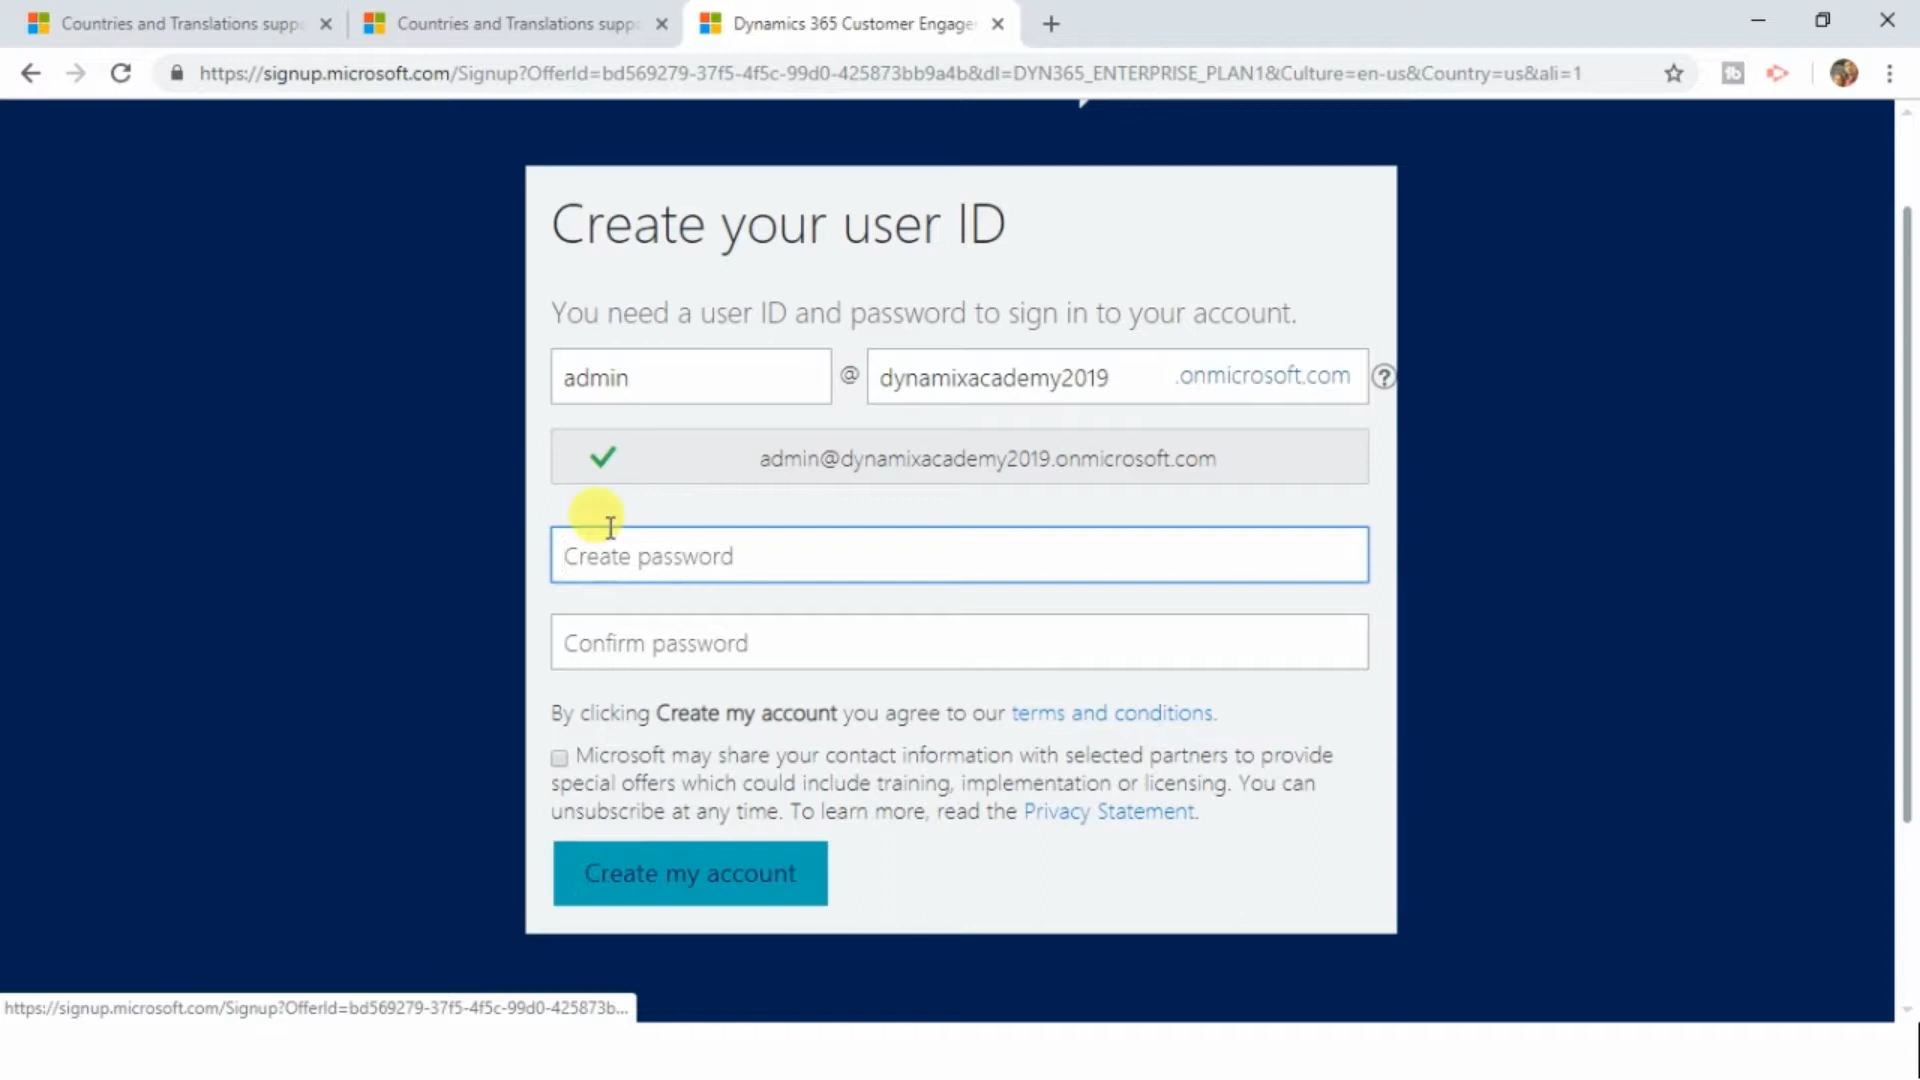 Countries and Translations supp
Countries and Translations supp
Dynamics 365 Customer Engage
https://signup.microsoft.com/Signup?OfferId=bd569279-37f5-4f5c-99d0-425873bb9a4b&dl=DYN365_ENTERPRISE_PLAN1&Culture=en-us&Country=us&ali=1
Create your user ID
You need a user ID and password to sign in to your account.
admin @ dynamixacademy2019 .onmicrosoft.com ?
admin@dynamixacademy2019.onmicrosoft.com
Create password
Confirm password
By clicking Create my account you agree to our terms and conditions.
Microsoft may share your contact information with selected partners to provide
special offers which could include training, implementation or licensing. You can
unsubscribe at any time. To learn more, read the Privacy Statement.
Create my account
https://signup.microsoft.com/Signup?OfferId=bd569279-37f5-4f5c-99d0-425873b...